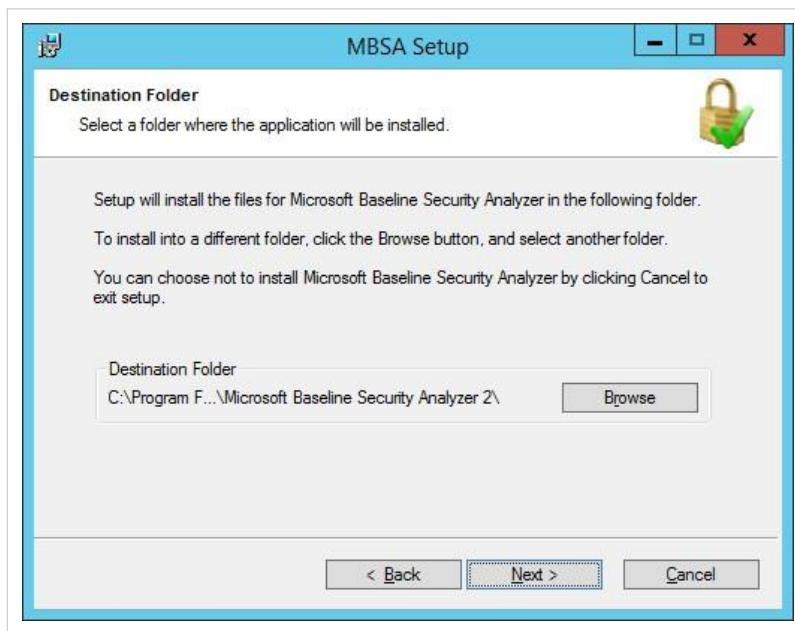 MBSA Setup
Destination Folder
Select a folder where the application will be installed.
Setup will install the files for Microsoft Baseline Security Analyzer in the following folder.
To install into a different folder, click the Browse button, and select another folder.
You can choose not to install Microsoft Baseline Security Analyzer by clicking Cancel to
exit setup.
Destination Folder
C:\Program F...\Microsoft Baseline Security Analyzer 2\ Browse
< Back Next > Cancel